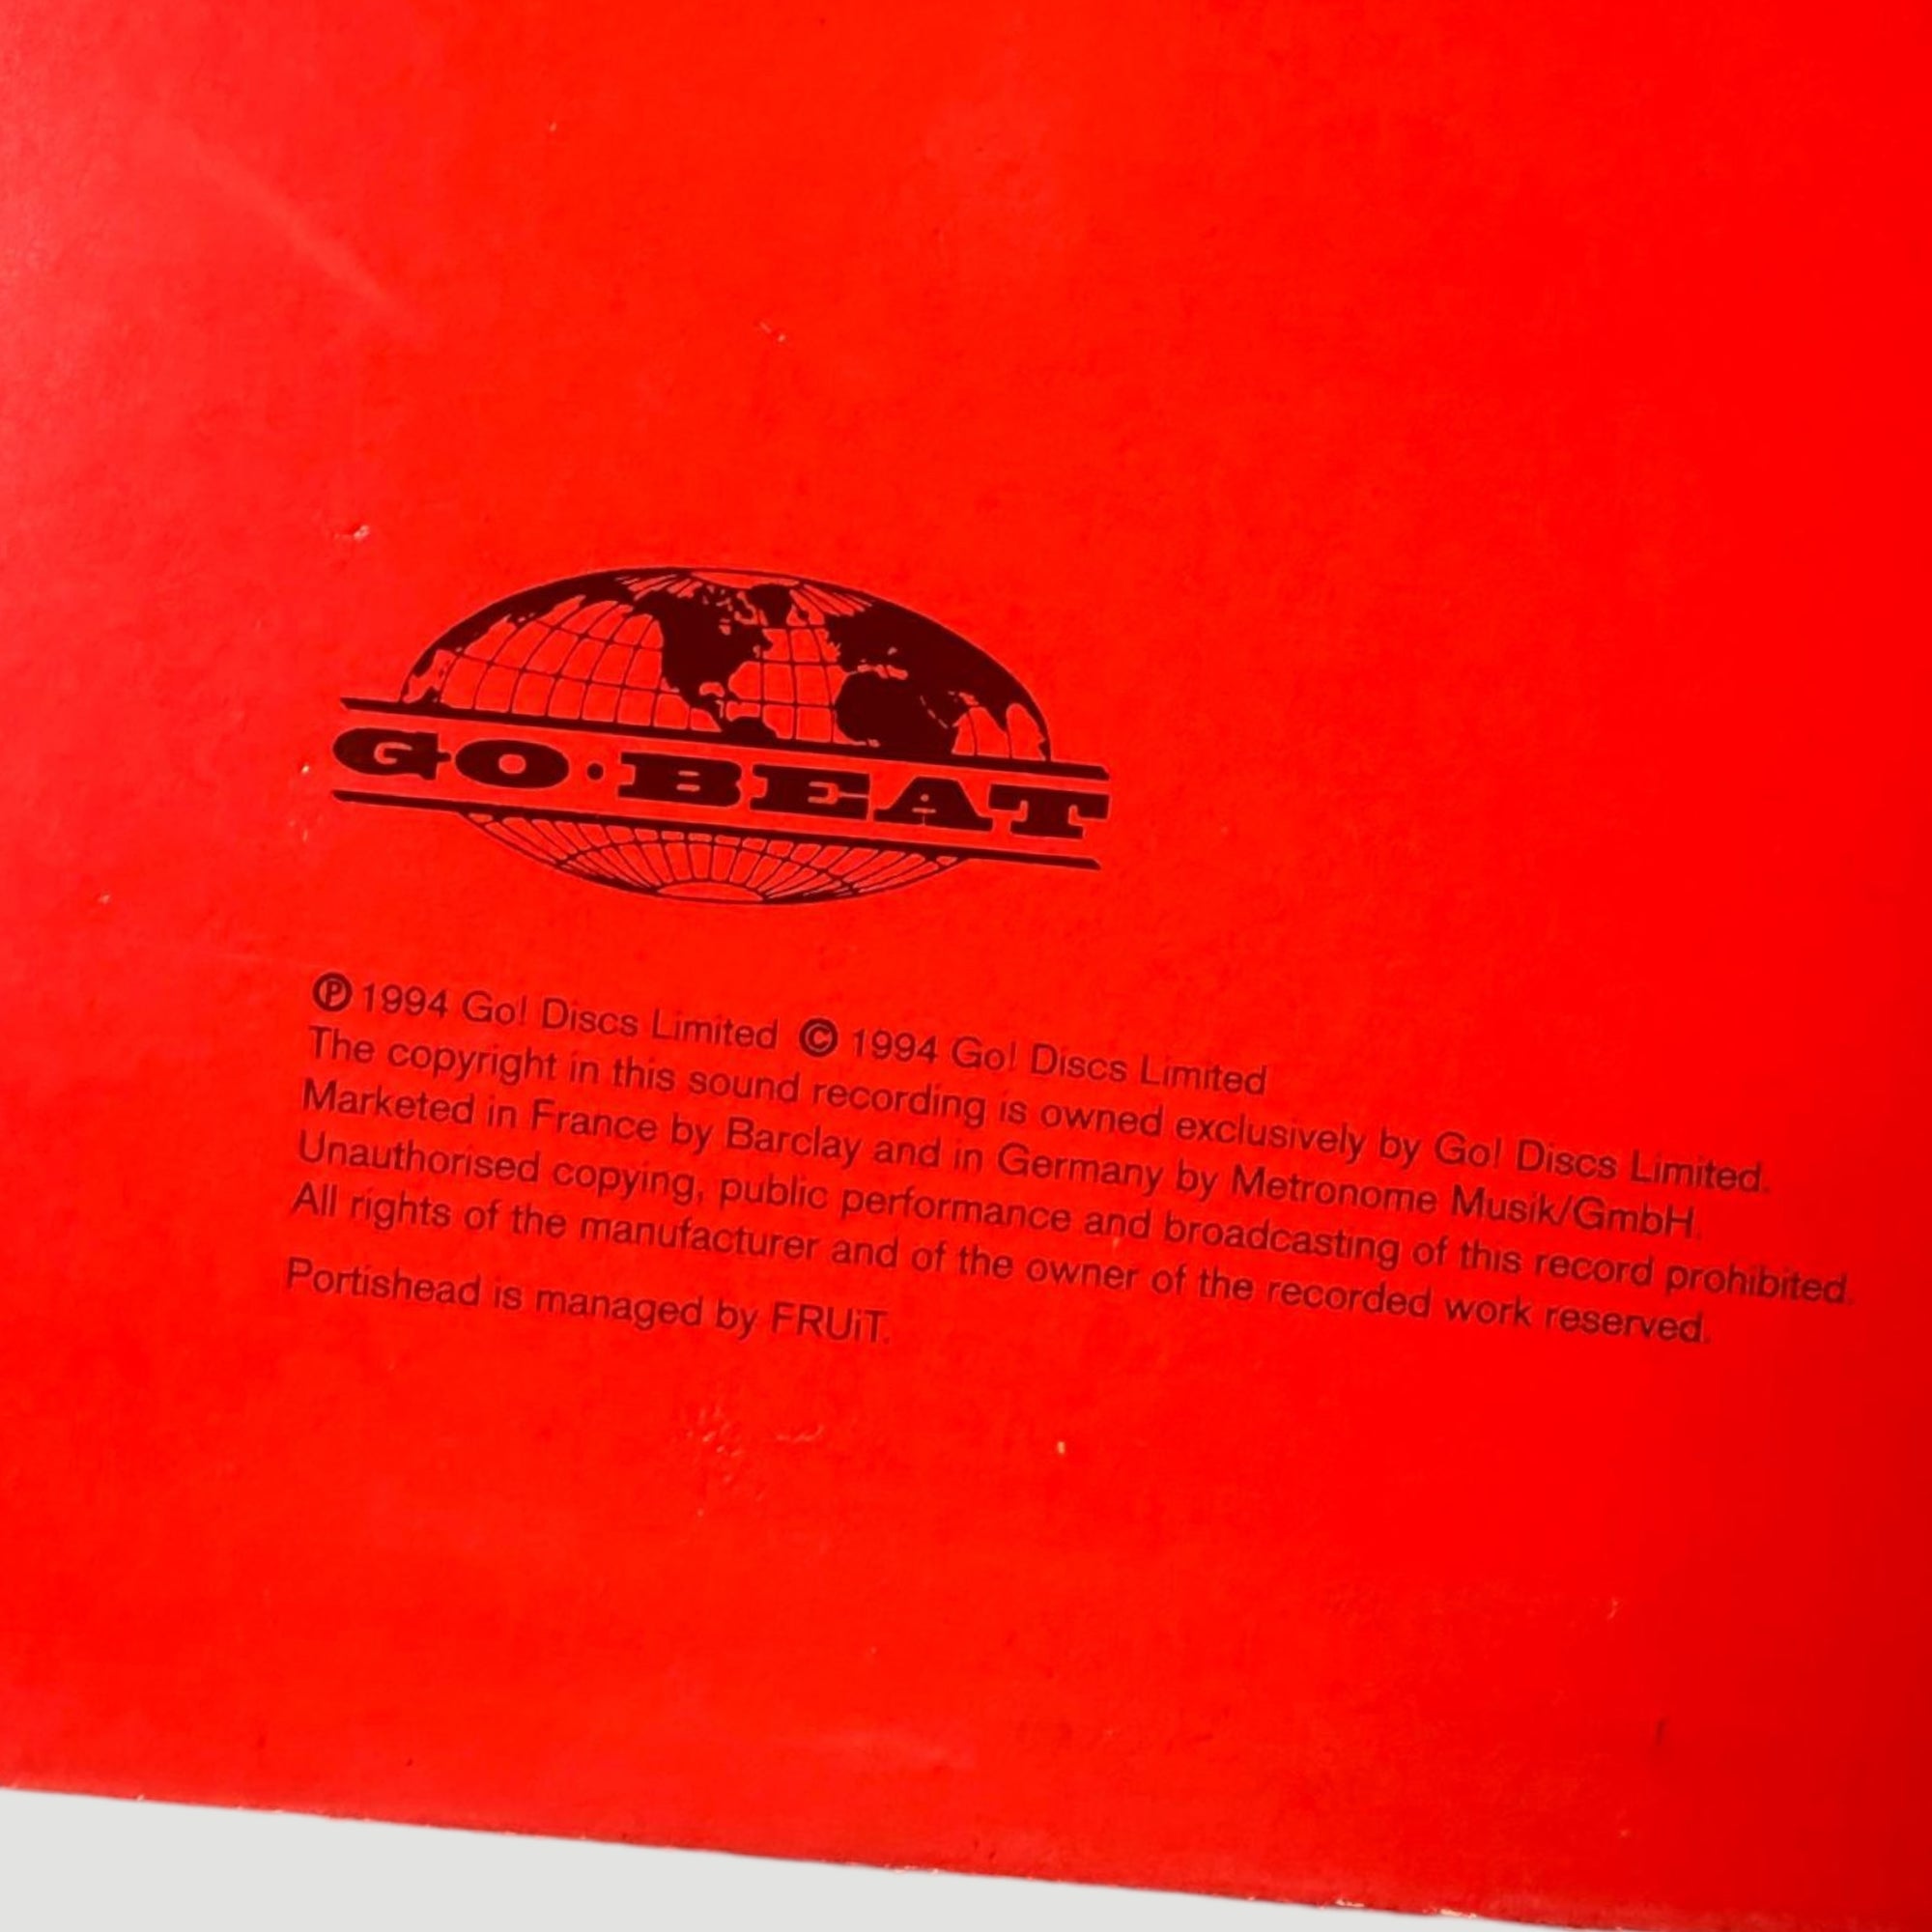 GO·BEAT
℗ 1994 Go! Discs Limited © 1994 Go! Discs Limited
The copyright in this sound recording is owned exclusively by Go! Discs Limited.
Marketed in France by Barclay and in Germany by Metronome Musik/GmbH.
Unauthorised copying, public performance and broadcasting of this record prohibited.
All rights of the manufacturer and of the owner of the recorded work reserved.
Portishead is managed by FRUiT.